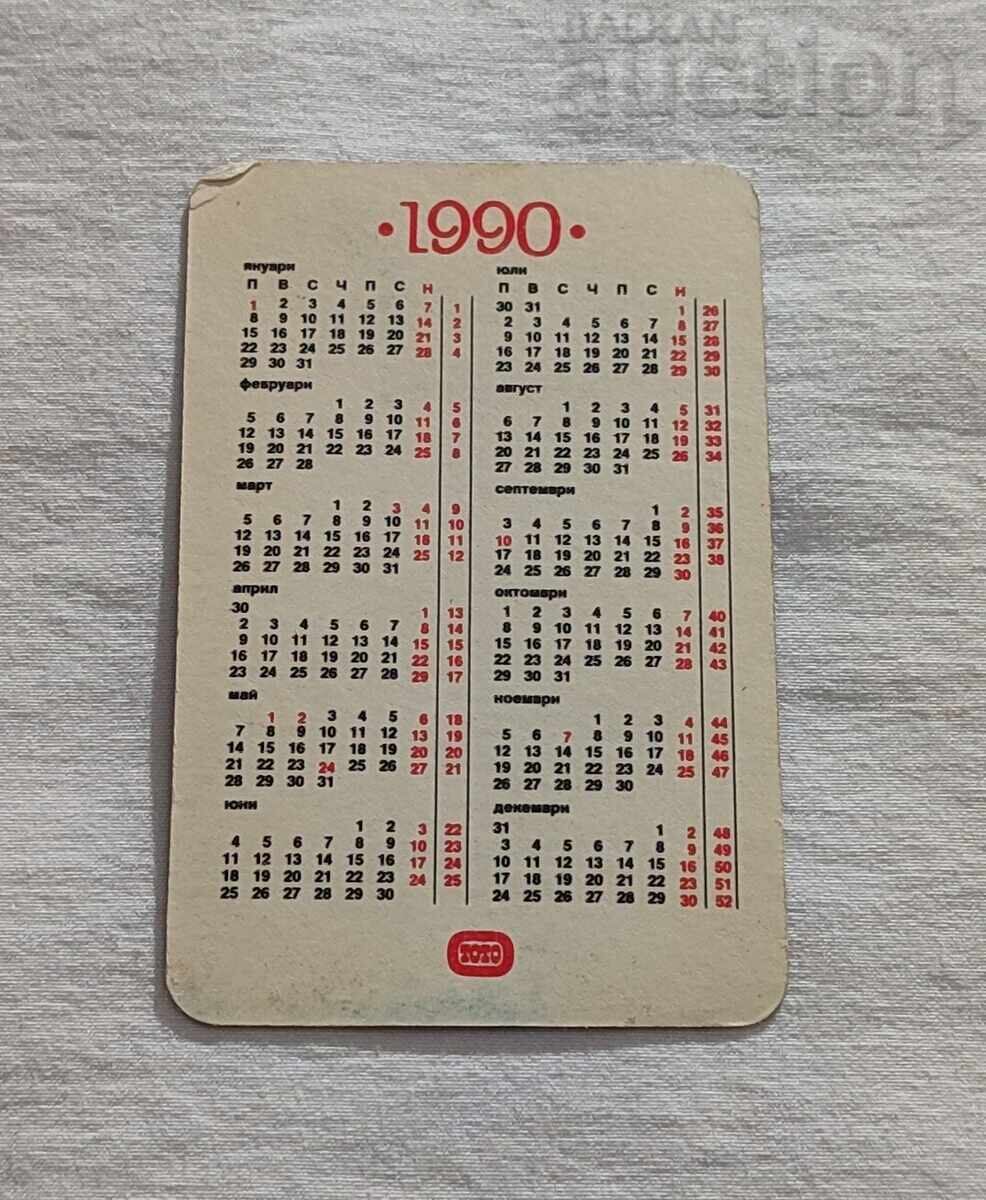 ПАСХАЛ
auction
·1990·
януари
П В С Ч П С Н
1 2 3 4 5 6 7 1
8 9 10 11 12 13 14 2
15 16 17 18 19 20 21 3
22 23 24 25 26 27 28 4
29 30 31
февруари
1 2 3 4 5
5 6 7 8 9 10 11 6
12 13 14 15 16 17 18 7
19 20 21 22 23 24 25 8
26 27 28
март
1 2 3 4 9
5 6 7 8 9 10 11 10
12 13 14 15 16 17 18 11
19 20 21 22 23 24 25 12
26 27 28 29 30 31
април
30 1 13
2 3 4 5 6 7 8 14
9 10 11 12 13 14 15 15
16 17 18 19 20 21 22 16
23 24 25 26 27 28 29 17
май
1 2 3 4 5 6 18
7 8 9 10 11 12 13 19
14 15 16 17 18 19 20 20
21 22 23 24 25 26 27 21
28 29 30 31
юни
1 2 3 22
4 5 6 7 8 9 10 23
11 12 13 14 15 16 17 24
18 19 20 21 22 23 24 25
25 26 27 28 29 30
юли
П В С Ч П С Н
30 31 1 26
2 3 4 5 6 7 8 27
9 10 11 12 13 14 15 28
16 17 18 19 20 21 22 29
23 24 25 26 27 28 29 30
август
1 2 3 4 5 31
6 7 8 9 10 11 12 32
13 14 15 16 17 18 19 33
20 21 22 23 24 25 26 34
27 28 29 30 31
септември
1 2 35
3 4 5 6 7 8 9 36
10 11 12 13 14 15 16 37
17 18 19 20 21 22 23 38
24 25 26 27 28 29 30
октомври
1 2 3 4 5 6 7 40
8 9 10 11 12 13 14 41
15 16 17 18 19 20 21 42
22 23 24 25 26 27 28 43
29 30 31
ноември
1 2 3 4 44
5 6 7 8 9 10 11 45
12 13 14 15 16 17 18 46
19 20 21 22 23 24 25 47
26 27 28 29 30
декември
31 1 2 48
3 4 5 6 7 8 9 49
10 11 12 13 14 15 16 50
17 18 19 20 21 22 23 51
24 25 26 27 28 29 30 52
ТОТО